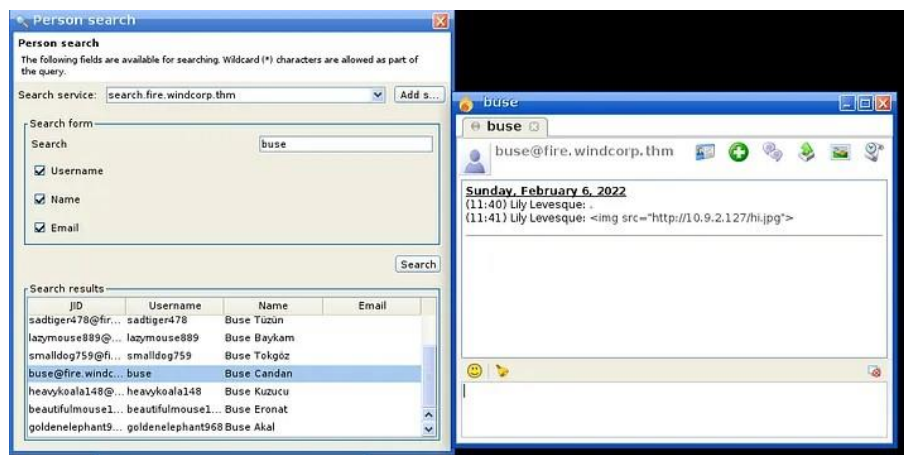 Person search
Person search
The following fields are available for searching. Wildcard (*) characters are allowed as part of
the query.
Search service: search.fire.windcorp.thm Add s...
Search form
Search buse
Username
Name
Email
Search
Search results
JID Username Name Email
sadtiger478@fir... sadtiger478 Buse Tüzün
lazymouse889@... lazymouse889 Buse Baykam
smalldog759@fi... smalldog759 Buse Tokgöz
buse@fire.windc... buse Buse Candan
heavykoala148@... heavykoala148 Buse Kuzucu
beautifulmouse1... beautifulmouse1... Buse Eronat
goldenelephant9... goldenelephant968 Buse Akal
buse
buse
buse@fire.windcorp.thm
Sunday, February 6, 2022
(11:40) Lily Levesque: .
(11:41) Lily Levesque: <img src="http://10.9.2.127/hi.jpg">